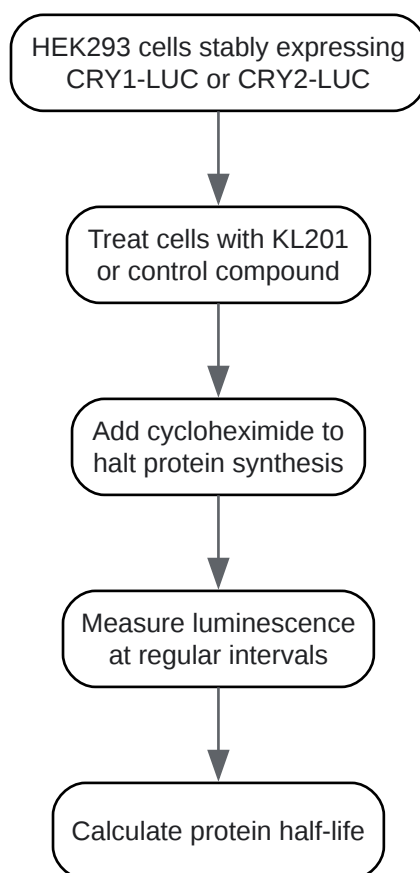 HEK293 cells stably expressing
CRY1-LUC or CRY2-LUC
Treat cells with KL201
or control compound
Add cycloheximide to
halt protein synthesis
Measure luminescence
at regular intervals
Calculate protein half-life